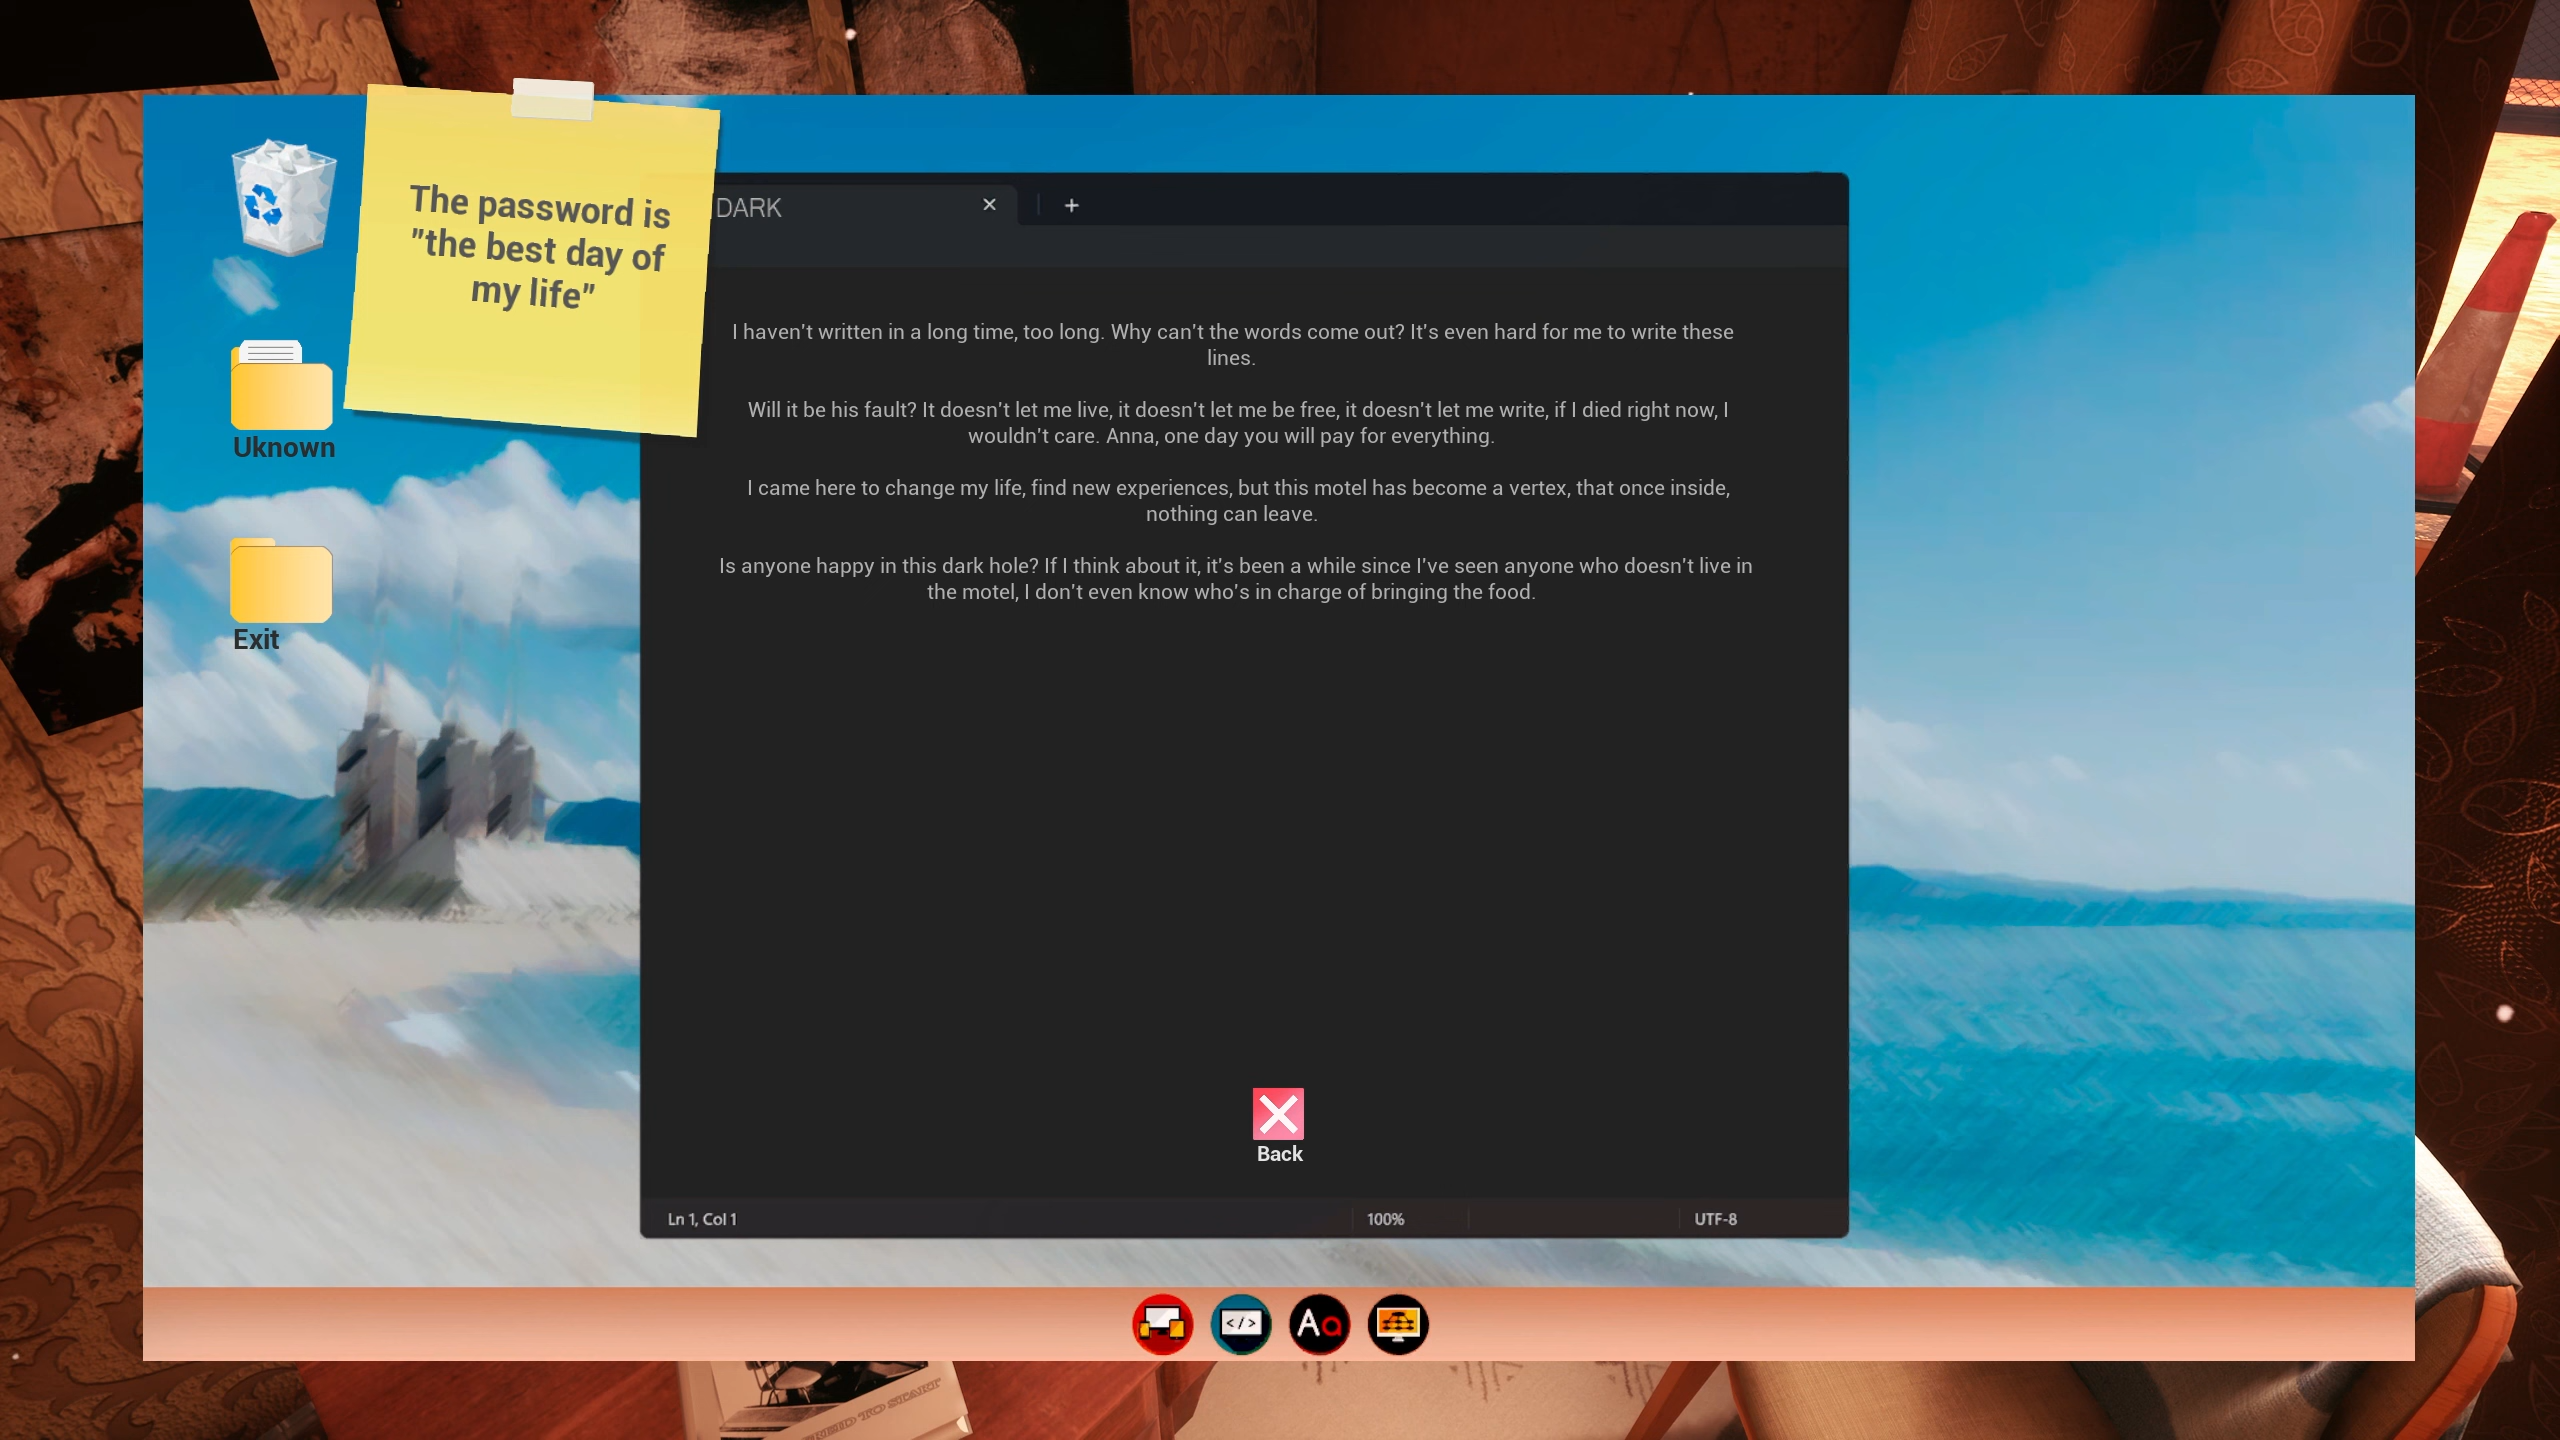 The password is
"the best day of
my life"
DARK
I haven't written in a long time, too long. Why can't the words come out? It's even hard for me to write these
lines.
Will it be his fault? It doesn't let me live, it doesn't let me be free, it doesn't let me write, if I died right now, I
wouldn't care. Anna, one day you will pay for everything.
I came here to change my life, find new experiences, but this motel has become a vertex, that once inside,
nothing can leave.
Is anyone happy in this dark hole? If I think about it, it's been a while since I've seen anyone who doesn't live in
the motel, I don't even know who's in charge of bringing the food.
Uknown
Exit
Back
Ln 1, Col 1
100%
UTF-8
</>
Aa
TO START